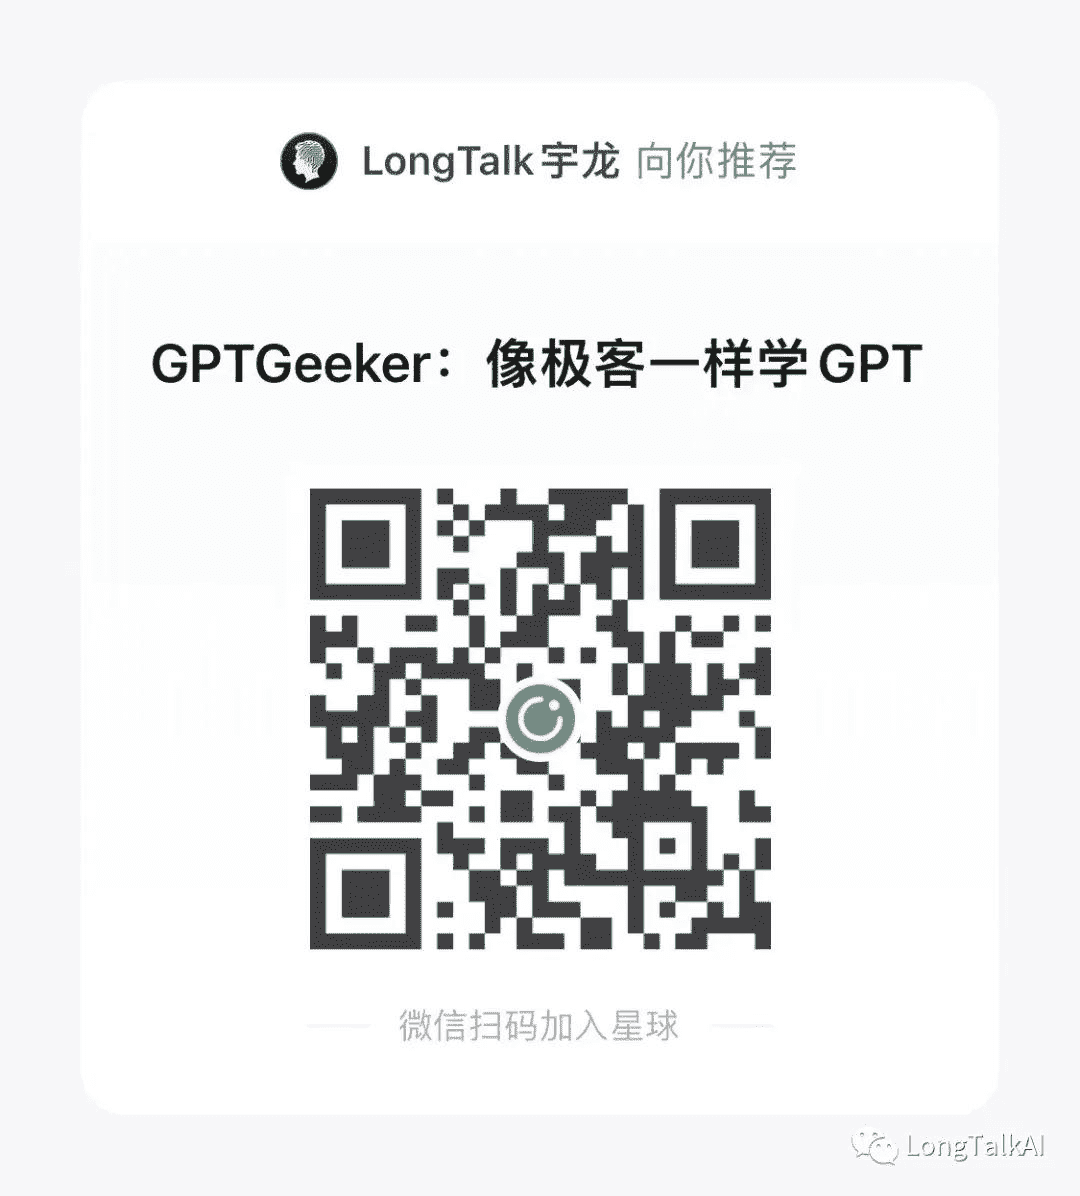 LongTalk宇龙 向你推荐
GPTGeeker：像极客一样学GPT
微信扫码加入星球
LongTalkAI